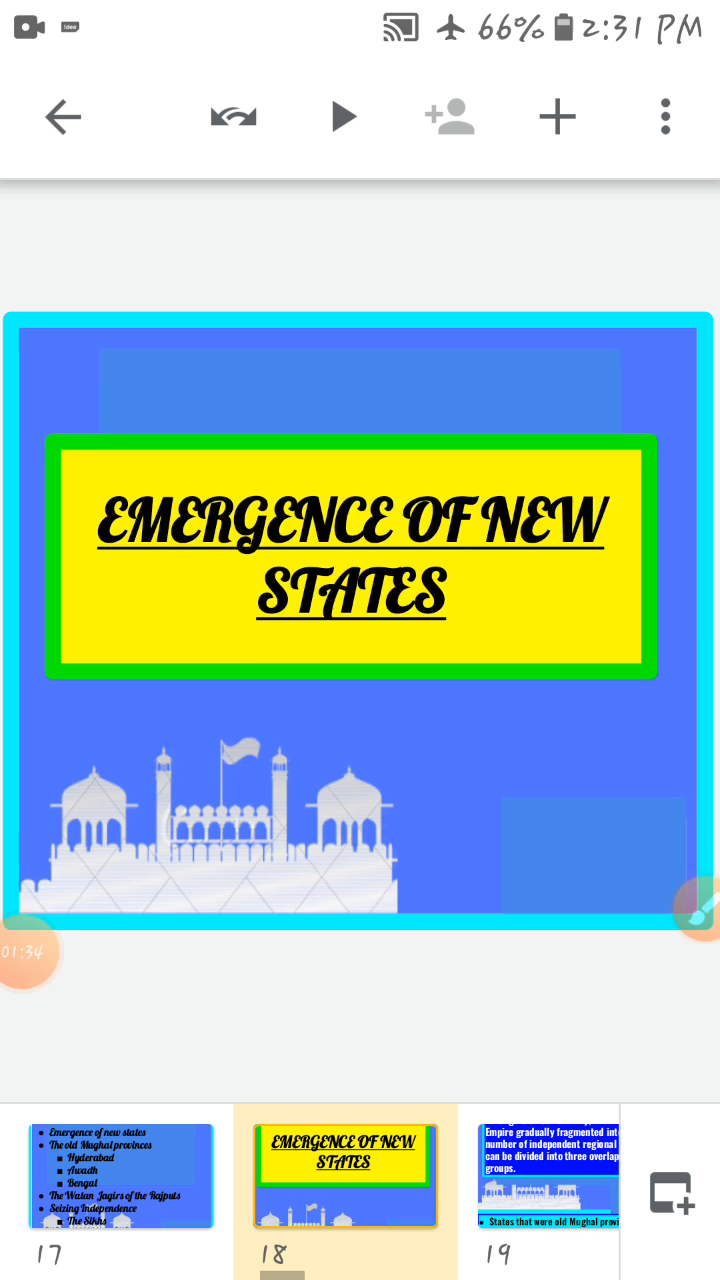 Idea 66% 2:31 PM
EMERGENCE OF NEW
STATES
01:34
Emergence of new states
The old Mughal provinces
Hyderabad
Awadh
Bengal
The Watan Jagirs of the Rajputs
Seizing Independence
The Sikhs
17
EMERGENCE OF NEW
STATES
18
Empire gradually fragmented int
number of independent regional
can be divided into three overlap
groups.
States that were old Mughal provi
19